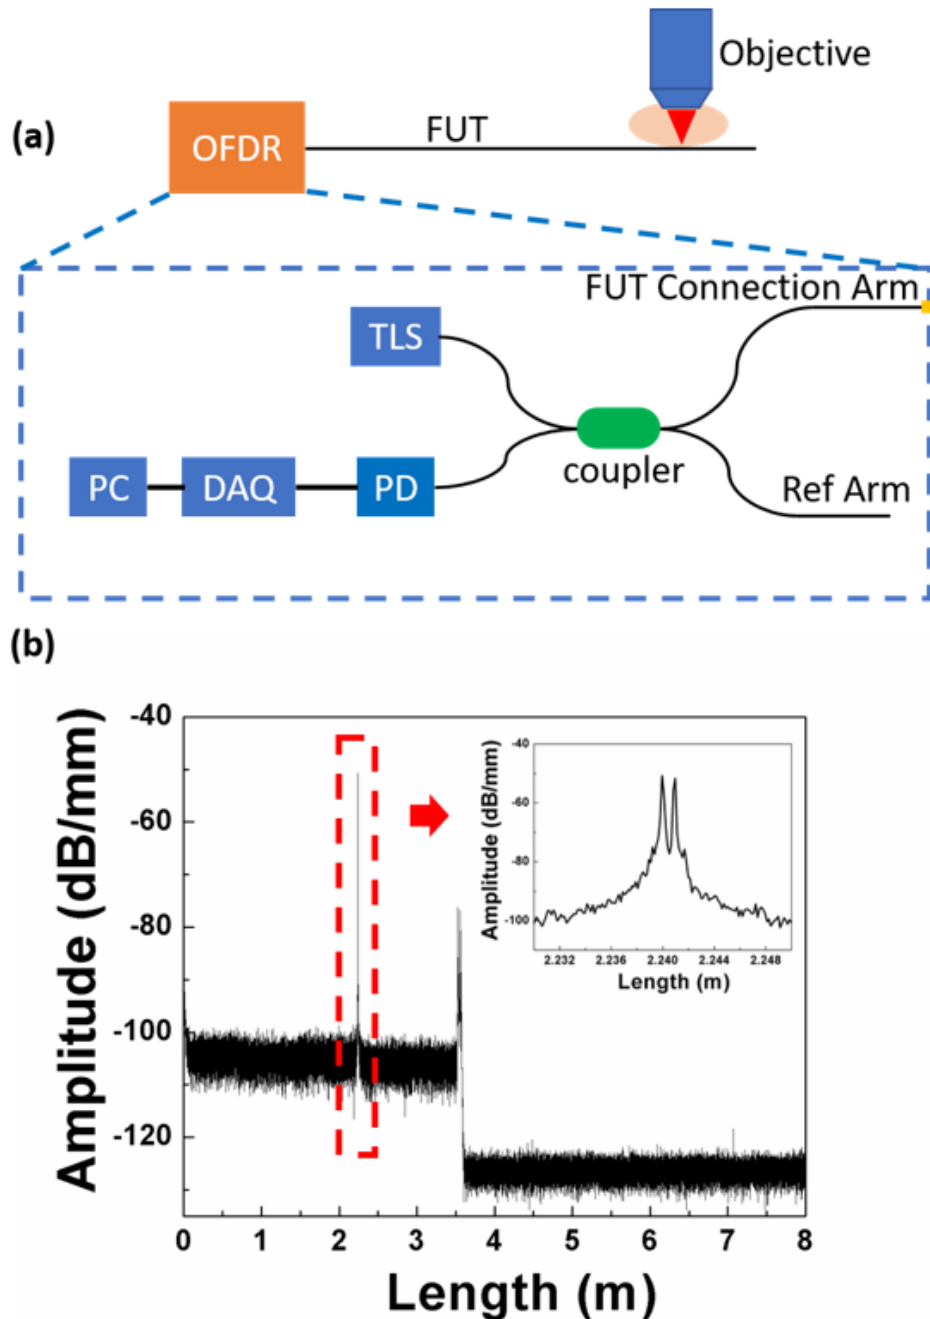 (a)
Objective
OFDR
FUT
FUT Connection Arm
TLS
coupler
PC
DAQ
PD
Ref Arm
(b)
Amplitude (dB/mm)
-40
-60
-80
-100
-120
0 1 2 3 4 5 6 7 8
Length (m)
Amplitude (dB/mm)
-40
-60
-80
-100
2.232 2.236 2.240 2.244 2.248
Length (m)